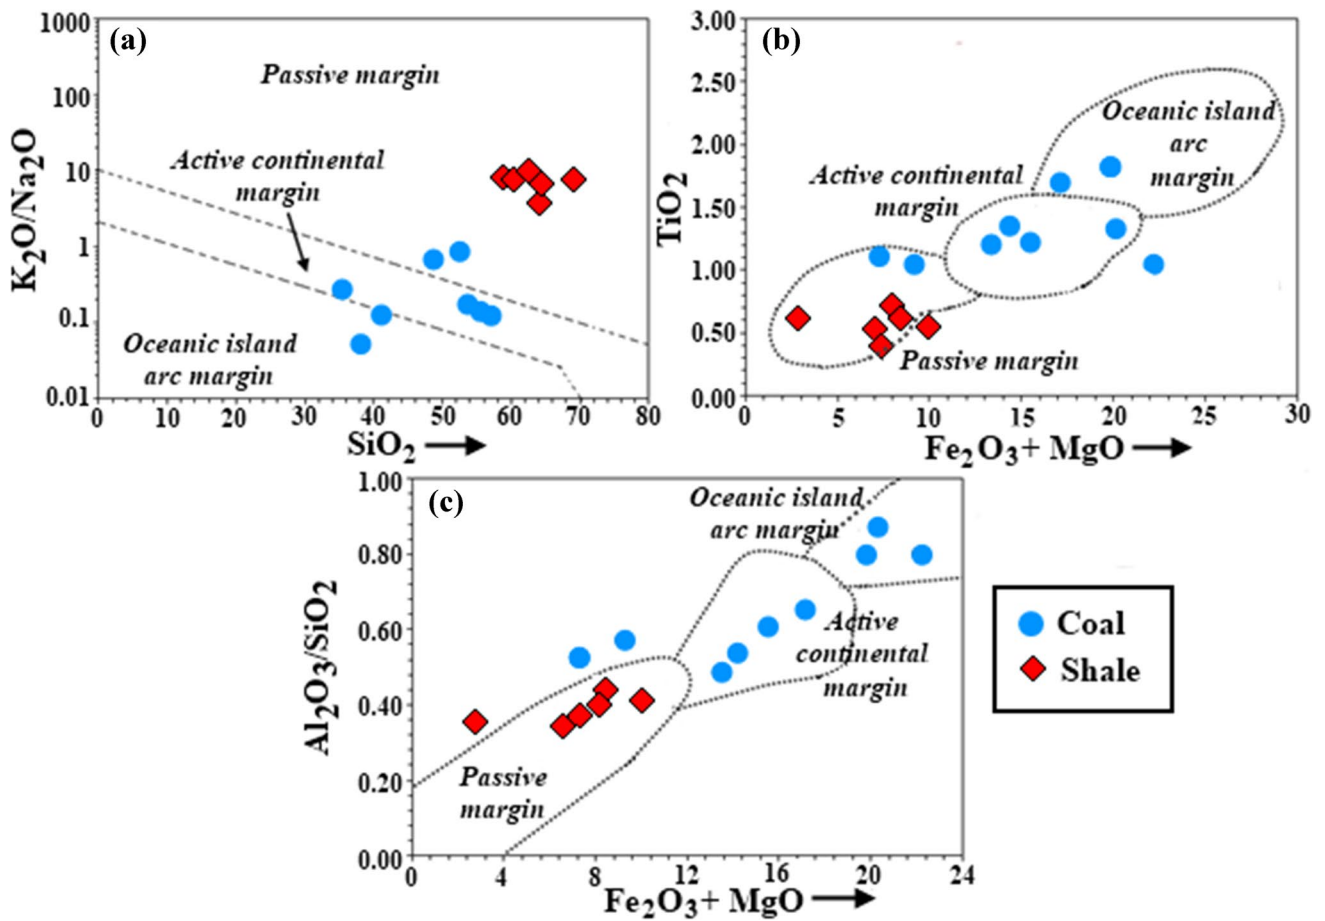 (a)
1000
100
10
1
0.1
0.01
K2O/Na2O
Passive margin
Active continental
margin
Oceanic island
arc margin
0 10 20 30 40 50 60 70 80
SiO2
(b)
3.00
2.50
2.00
1.50
1.00
0.50
0.00
TiO2
Oceanic island
arc
margin
Active continental
margin
Passive margin
0 5 10 15 20 25 30
Fe2O3+ MgO
(c)
1.00
0.80
0.60
0.40
0.20
0.00
Al2O3/SiO2
Oceanic island
arc margin
Active
continental
margin
Passive
margin
0 4 8 12 16 20 24
Fe2O3+ MgO
Coal
Shale